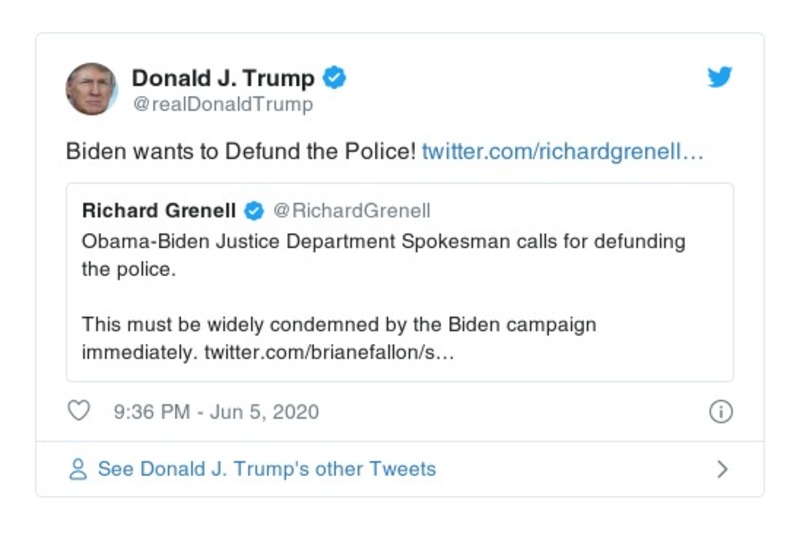 Donald J. Trump
@realDonaldTrump
Biden wants to Defund the Police! twitter.com/richardgrenell…
Richard Grenell @RichardGrenell
Obama-Biden Justice Department Spokesman calls for defunding
the police.
This must be widely condemned by the Biden campaign
immediately. twitter.com/brianefallon/s…
9:36 PM - Jun 5, 2020
See Donald J. Trump's other Tweets